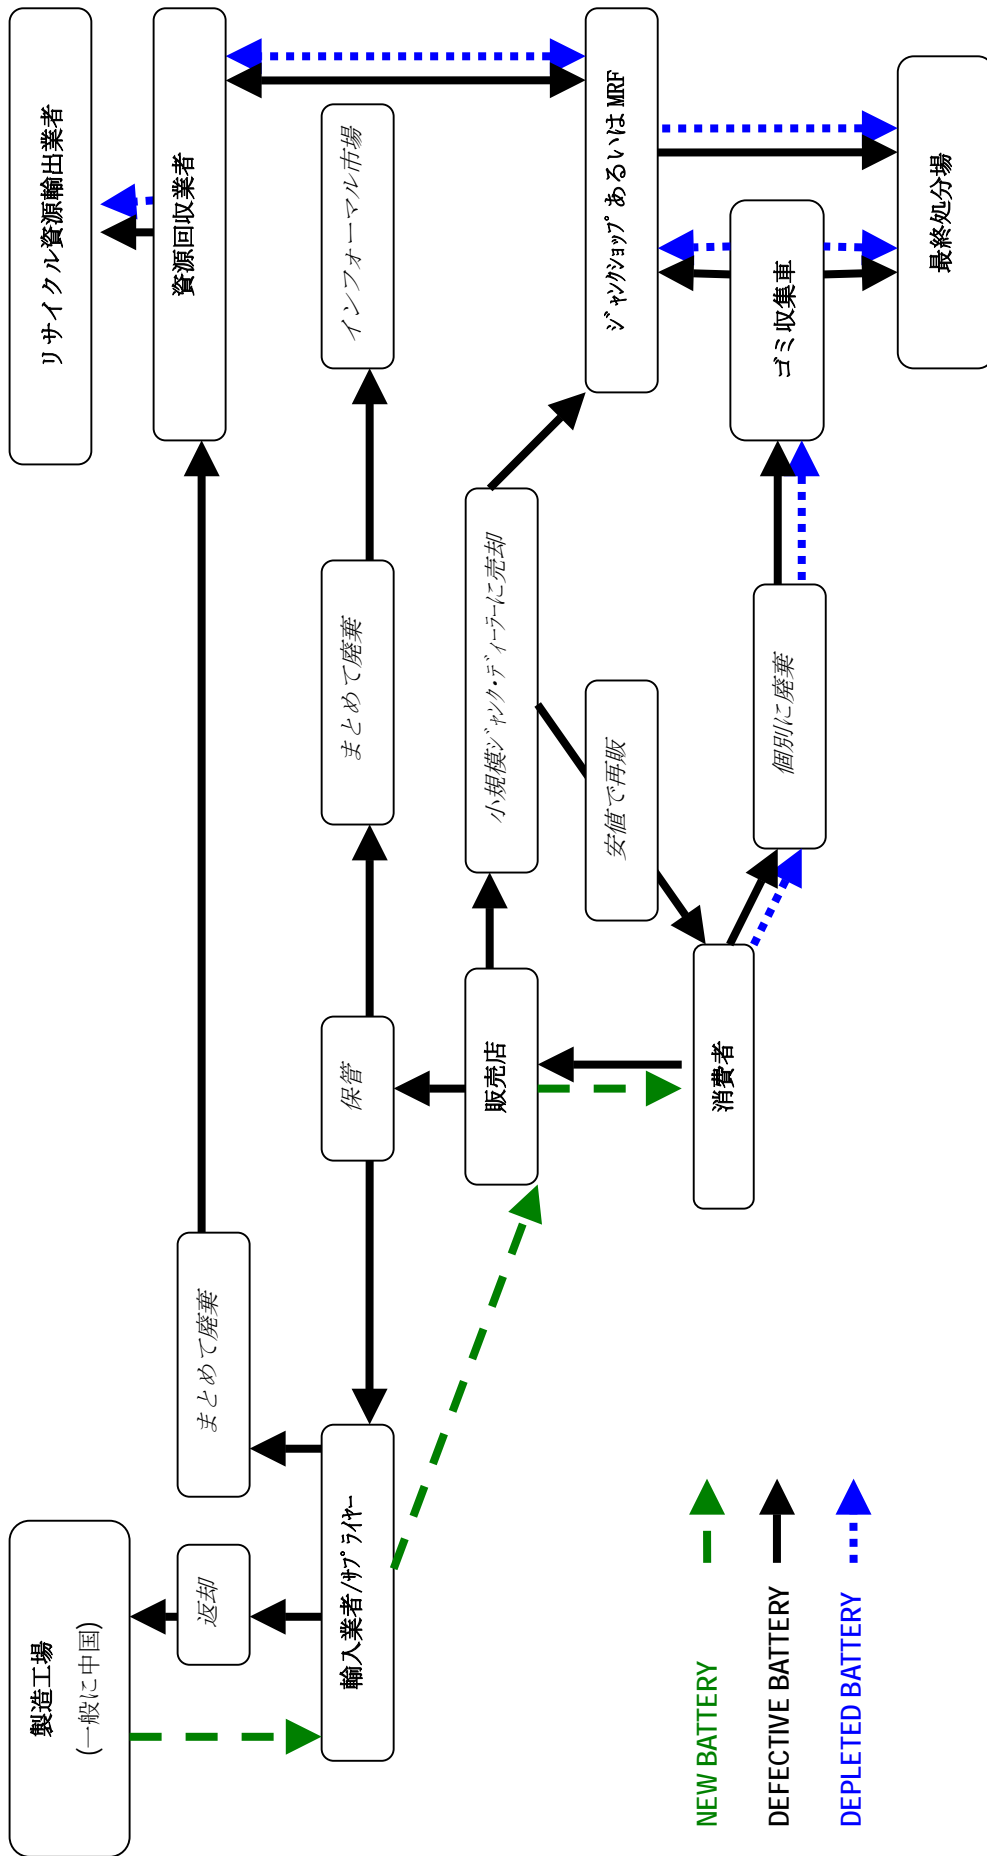 製造工場
(一般に中国)
返却
まとめて廃棄
リサイクル資源輸出業者
資源回収業者
輸入業者/ｻﾌﾟﾗｲﾔｰ
保管
まとめて廃棄
インフォーマル市場
販売店
小規模ｼﾞｬﾝｸ・ﾃﾞｨｰﾗｰに売却
安値で再販
ｼﾞｬﾝｸｼｮｯﾌﾟあるいはMRF
消費者
個別に廃棄
ゴミ収集車
最終処分場
NEW BATTERY
DEFECTIVE BATTERY
DEPLETED BATTERY